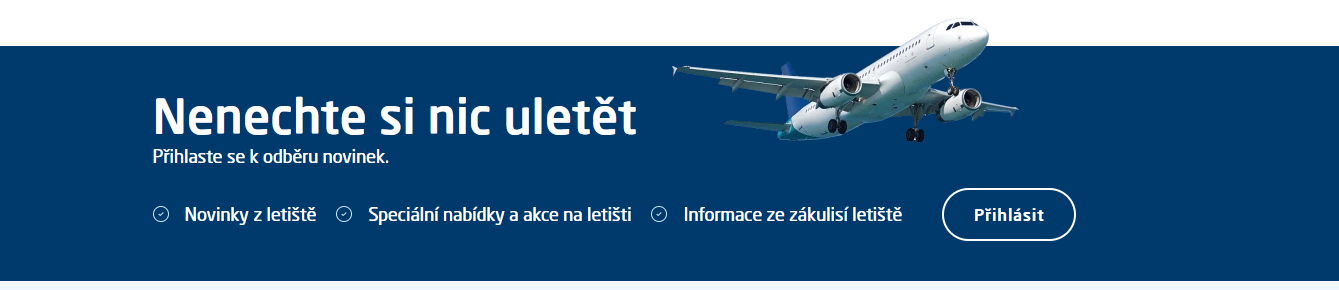 Nenechte si nic uletět
Přihlaste se k odběru novinek.
Novinky z letiště Speciální nabídky a akce na letišti Informace ze zákulisí letiště Přihlásit